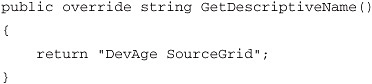 public override string GetDescriptiveName()
{
    return "DevAge SourceGrid";
}